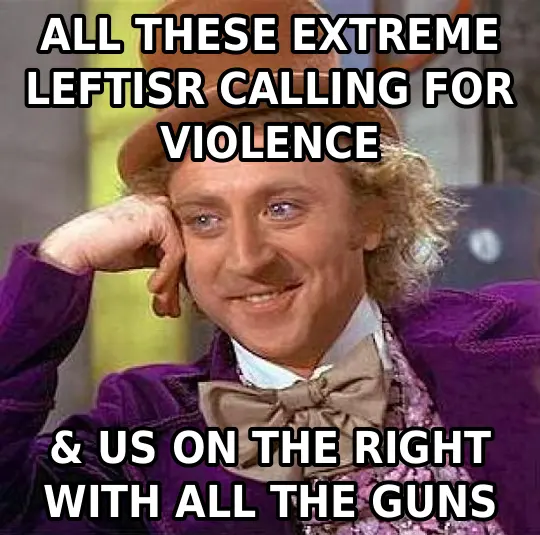 ALL THESE EXTREME
LEFTISR CALLING FOR
VIOLENCE
& US ON THE RIGHT
WITH ALL THE GUNS